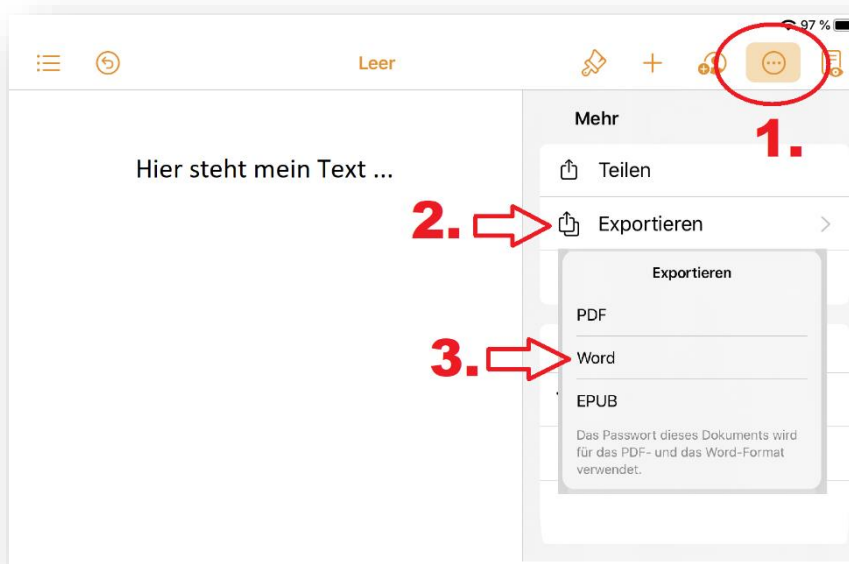 97 %
Leer
Mehr
1.
Hier steht mein Text ...
Teilen
2.
Exportieren
Exportieren
PDF
3.
Word
EPUB
Das Passwort dieses Dokuments wird
für das PDF- und das Word-Format
verwendet.